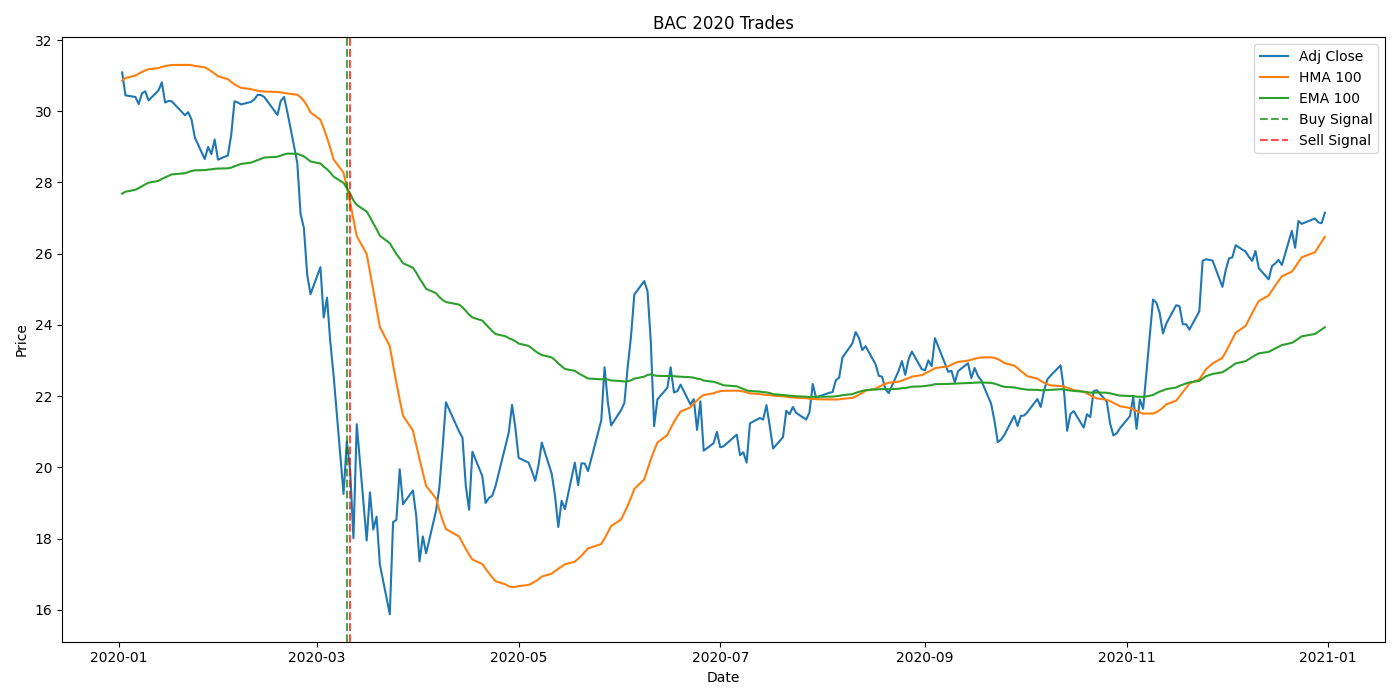 BAC 2020 Trades
32
30
28
26
24
22
20
18
16
Price
Adj Close
HMA 100
EMA 100
Buy Signal
Sell Signal
2020-01
2020-03
2020-05
2020-07
2020-09
2020-11
2021-01
Date